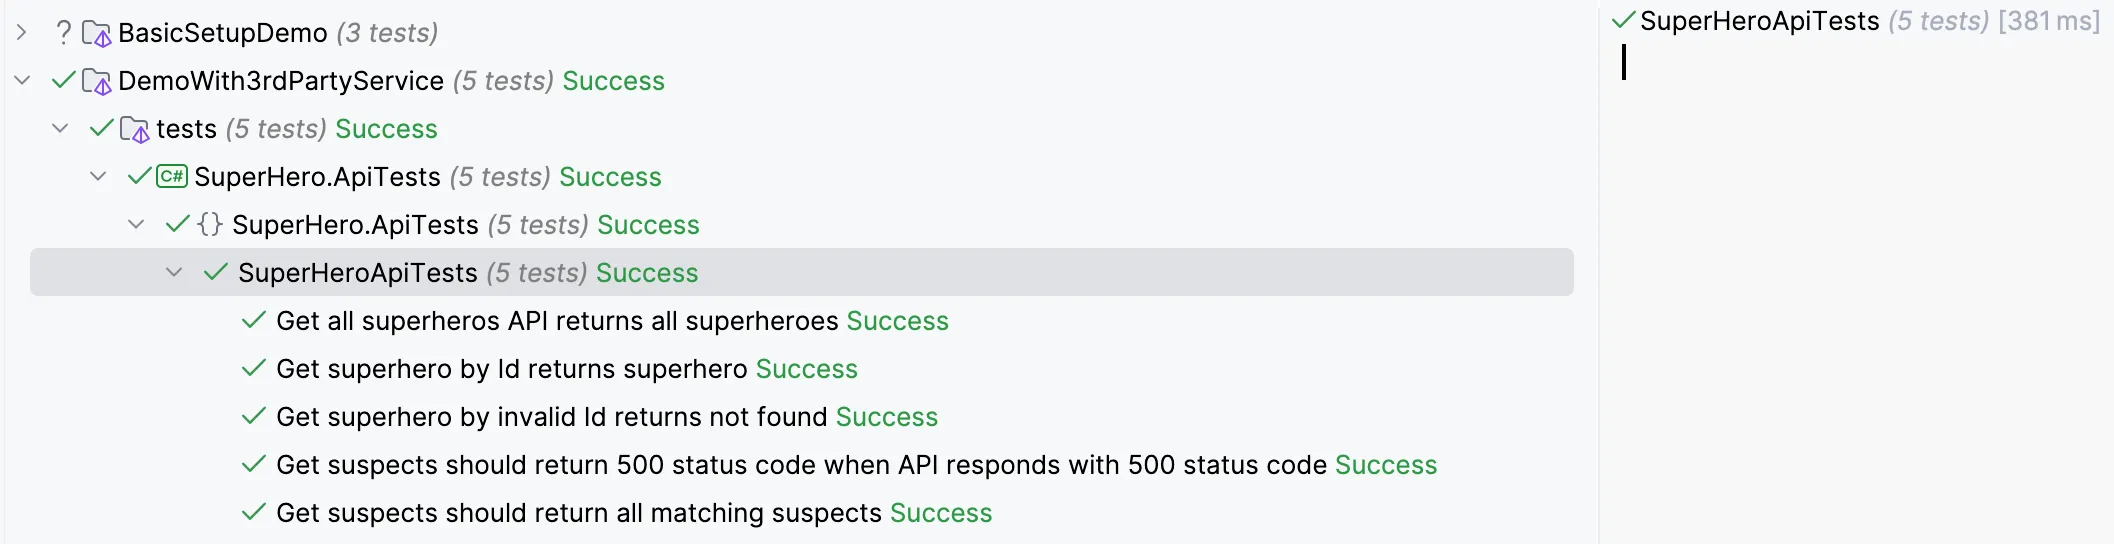 ? BasicSetupDemo (3 tests)
DemoWith3rdPartyService (5 tests) Success
tests (5 tests) Success
C# SuperHero.ApiTests (5 tests) Success
{} SuperHero.ApiTests (5 tests) Success
SuperHeroApiTests (5 tests) Success
Get all superheros API returns all superheroes Success
Get superhero by Id returns superhero Success
Get superhero by invalid Id returns not found Success
Get suspects should return 500 status code when API responds with 500 status code Success
Get suspects should return all matching suspects Success
SuperHeroApiTests (5 tests) [381 ms]